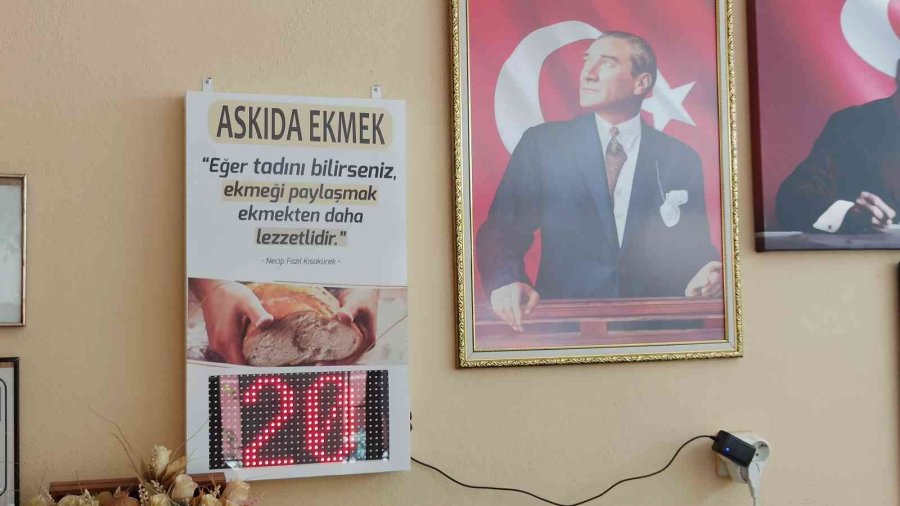 ASKIDA EKMEK
“Eğer tadını bilirseniz,
ekmeği paylaşmak
ekmekten daha
lezzetlidir.”
- Necip Fazıl Kısakürek -
20